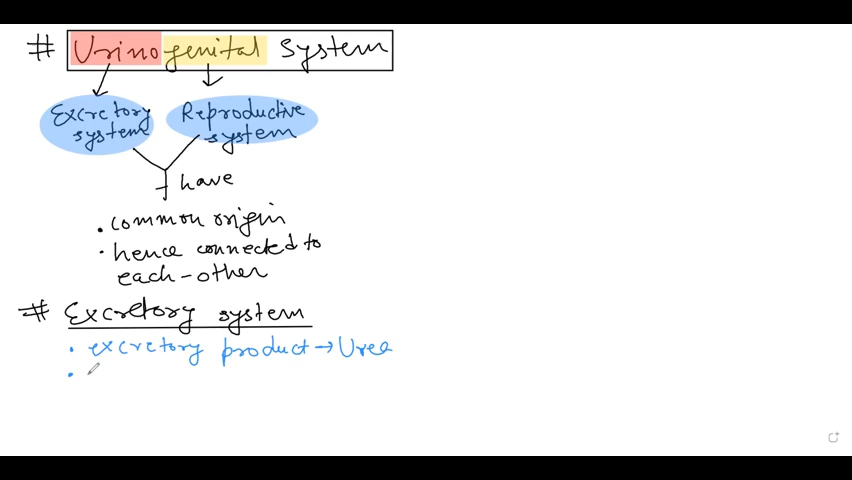 # Urinogenital System
Excretory system
Reproductive system
have
• common origin
• hence connected to
each-other
# Excretory system
• excretory product → Urea
•